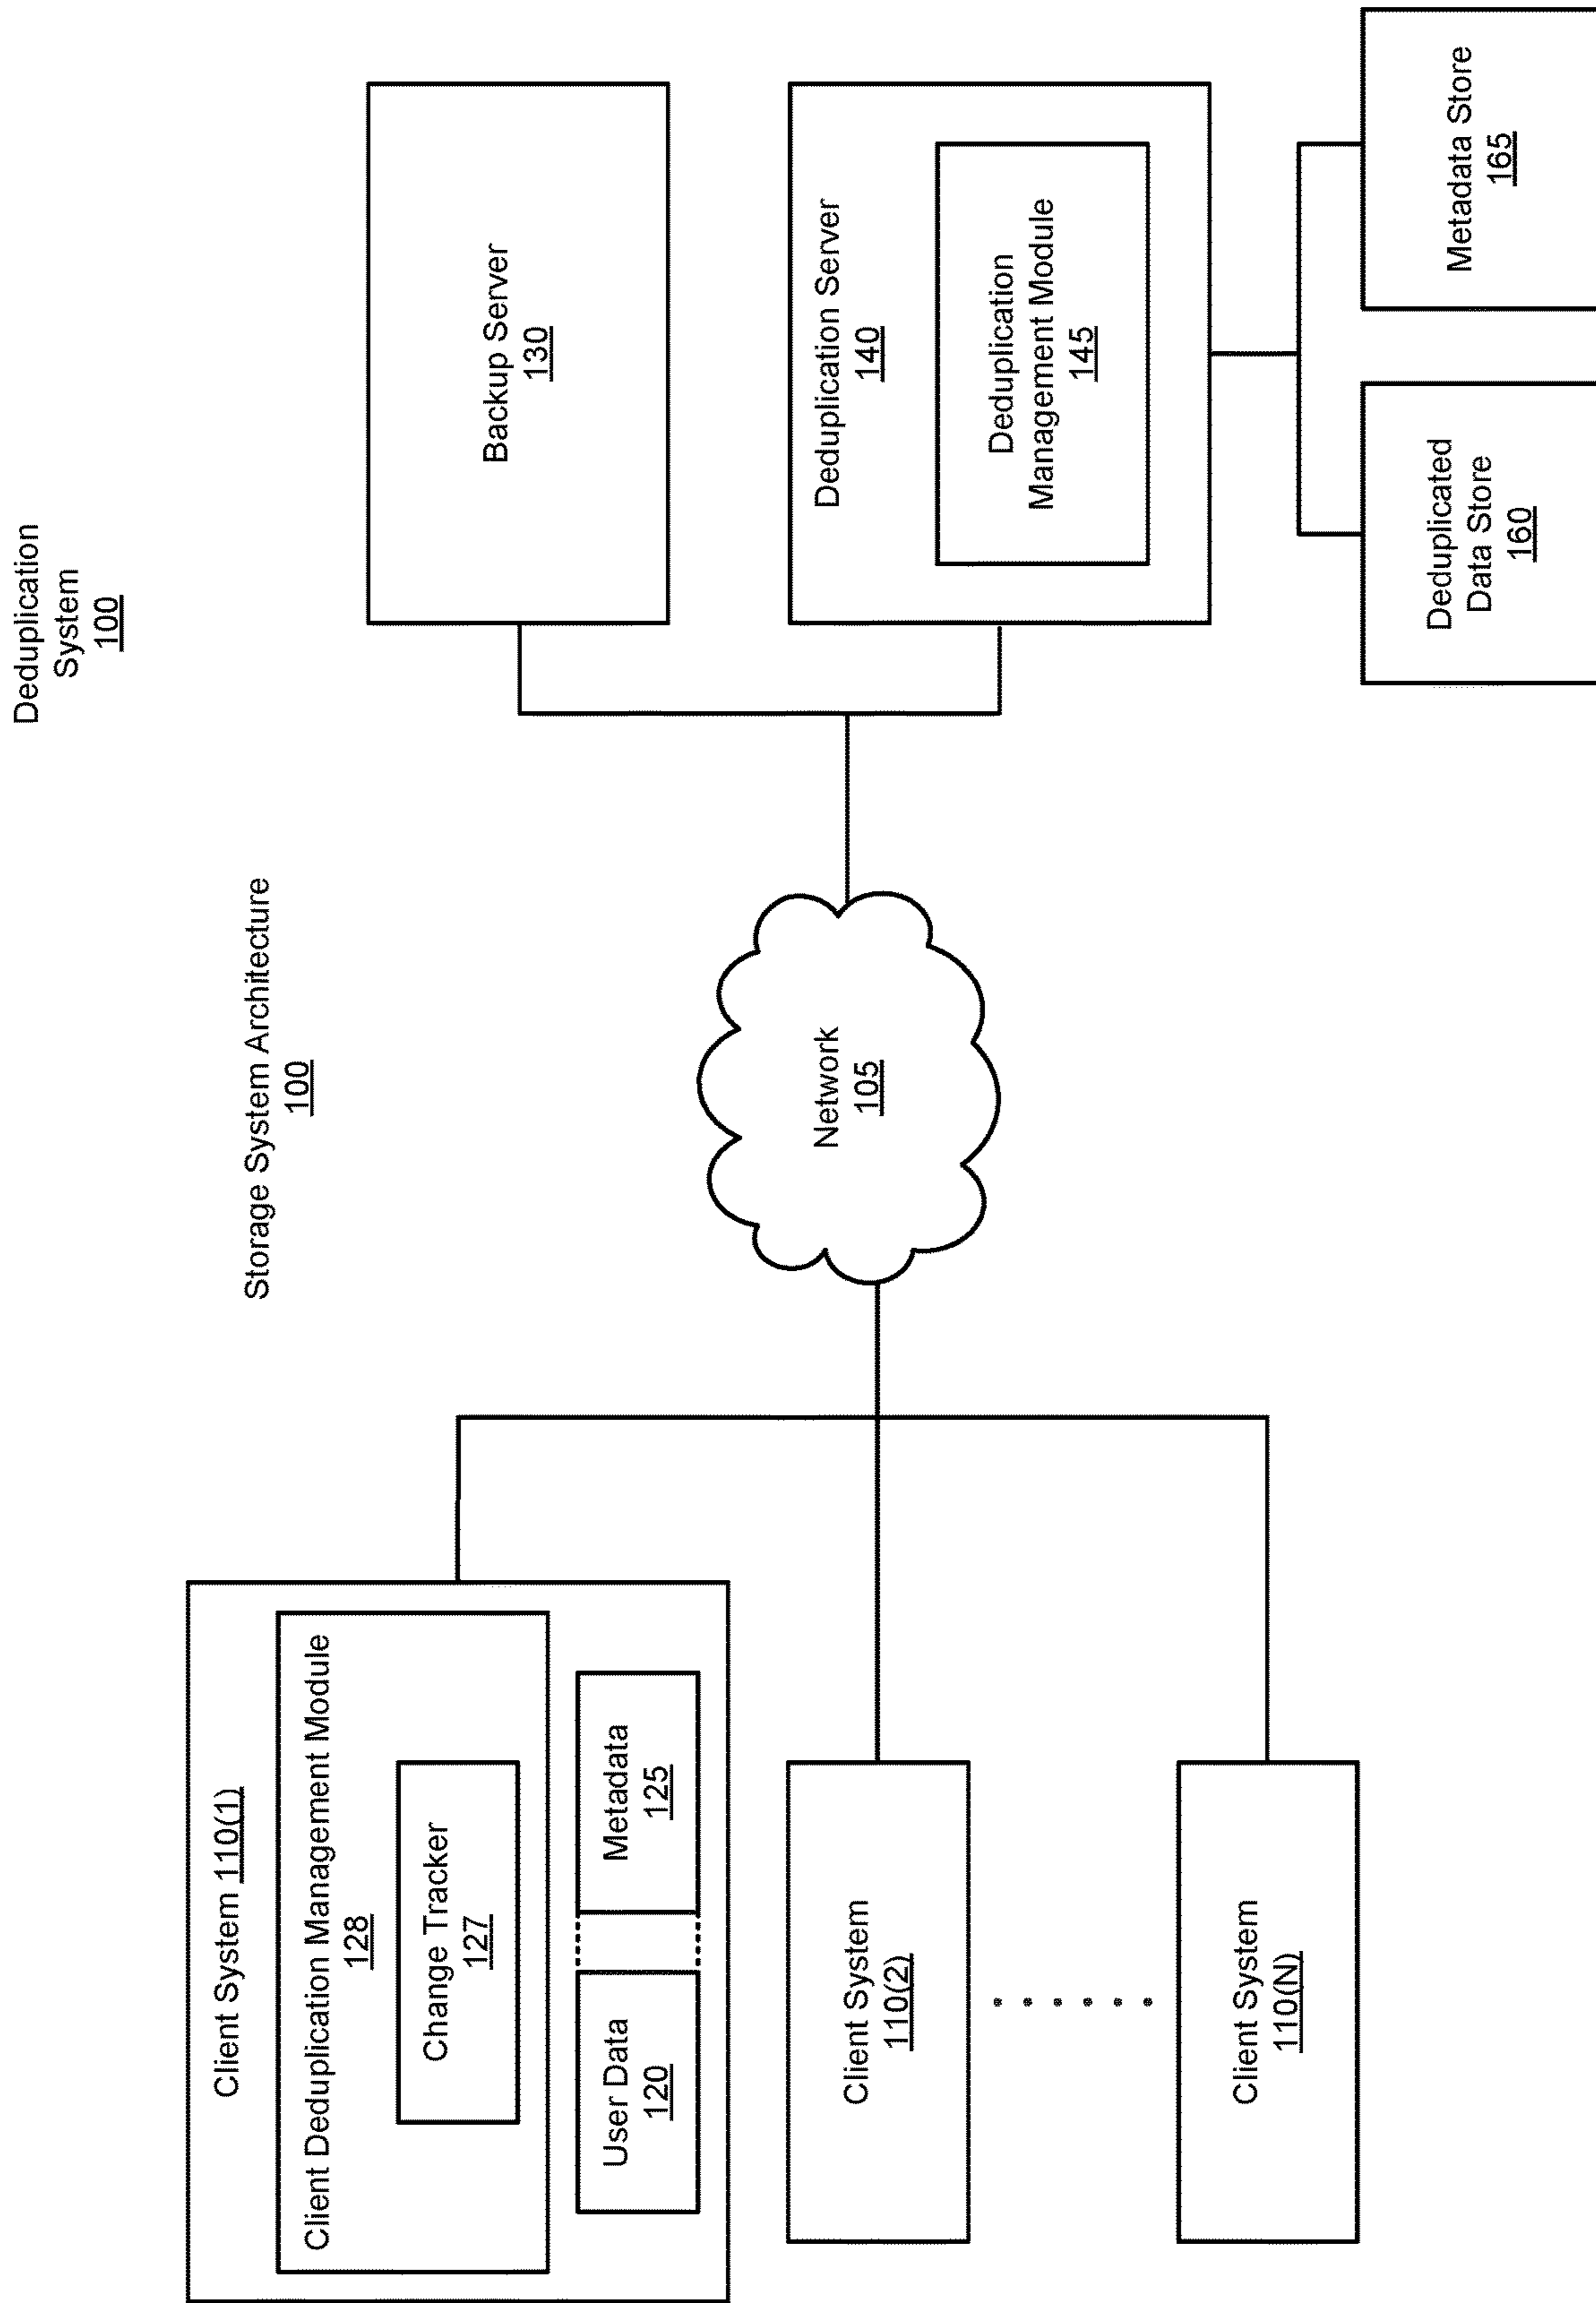 Deduplication
System
100
Storage System Architecture
100
Client System 110(1)
Client Deduplication Management Module
128
Change Tracker
127
User Data
120
Metadata
125
Client System
110(2)
Client System
110(N)
Network
105
Backup Server
130
Deduplication Server
140
Deduplication
Management Module
145
Deduplicated
Data Store
160
Metadata Store
165